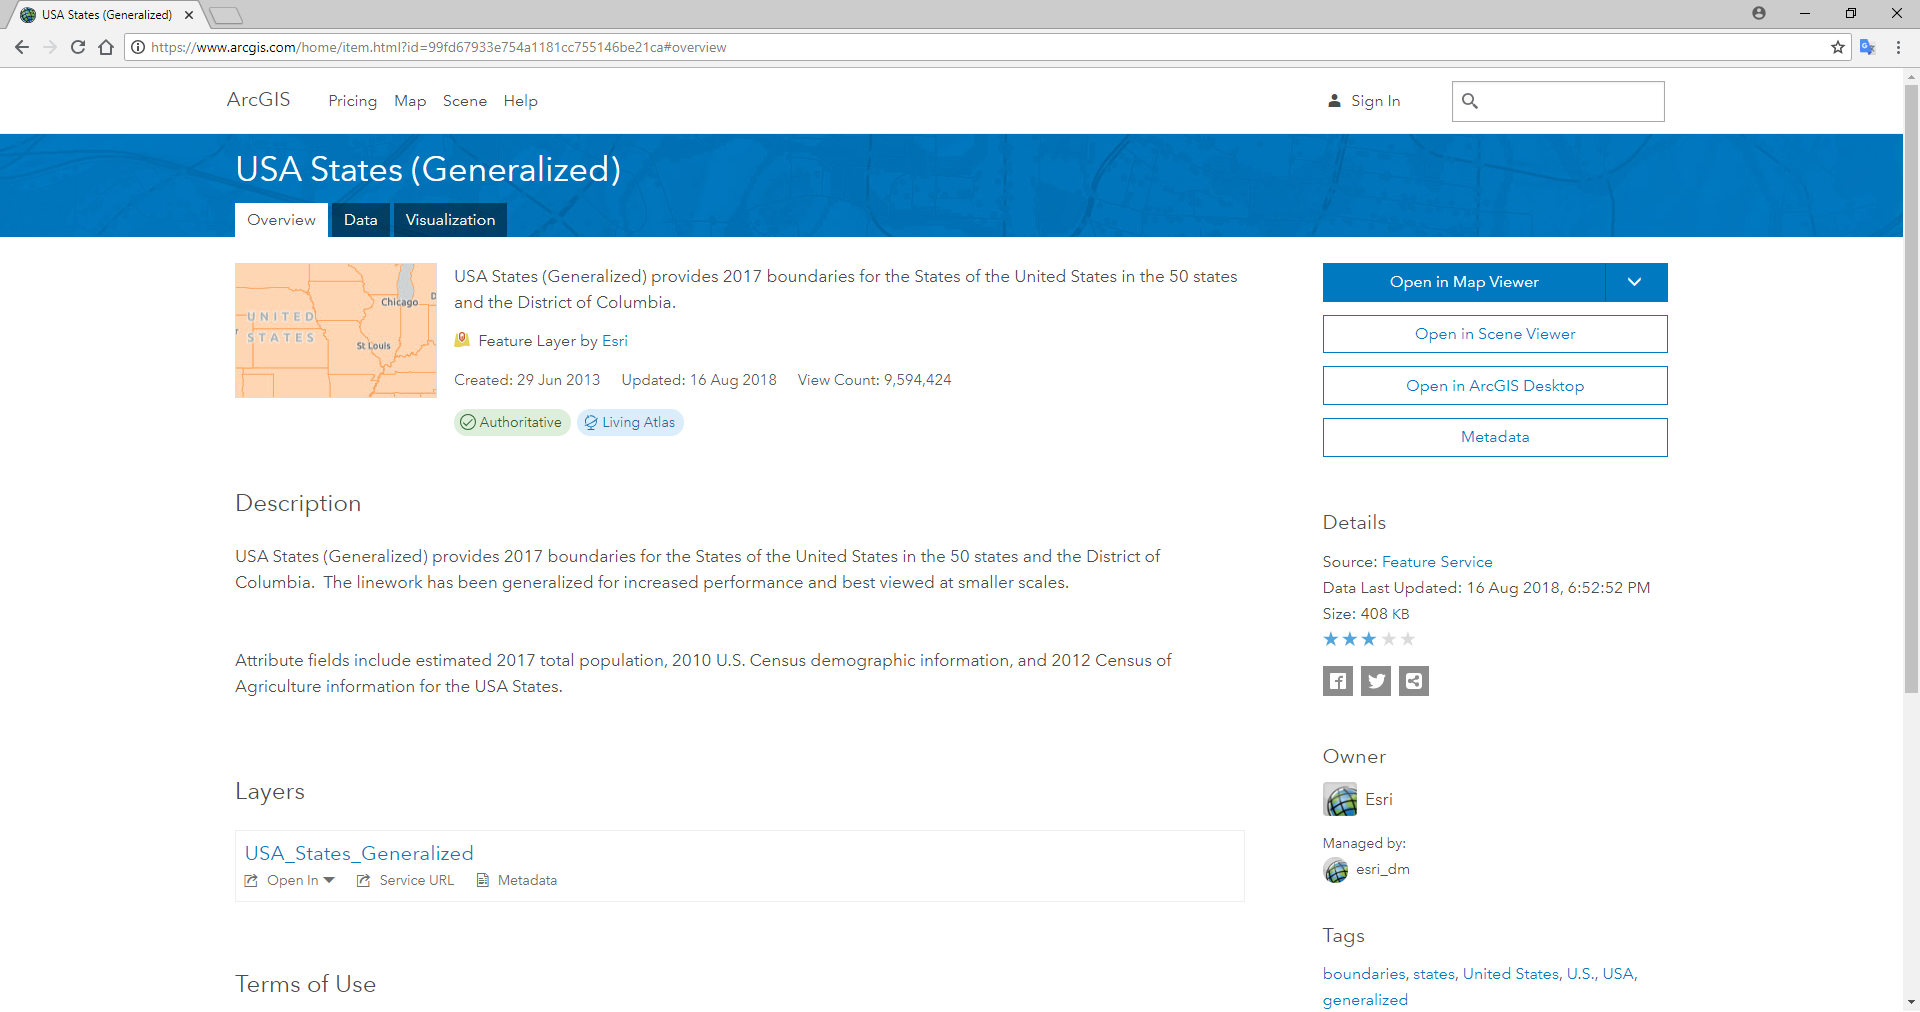 USA States (Generalized)
https://www.arcgis.com/home/item.html?id=99fd67933e754a1181cc755146be21ca#overview
ArcGIS Pricing Map Scene Help Sign In
USA States (Generalized)
Overview Data Visualization
UNITED
STATES
Chicago
St Louis
D
USA States (Generalized) provides 2017 boundaries for the States of the United States in the 50 states
and the District of Columbia.
Feature Layer by Esri
Created: 29 Jun 2013 Updated: 16 Aug 2018 View Count: 9,594,424
Authoritative Living Atlas
Open in Map Viewer
Open in Scene Viewer
Open in ArcGIS Desktop
Metadata
Description
USA States (Generalized) provides 2017 boundaries for the States of the United States in the 50 states and the District of
Columbia. The linework has been generalized for increased performance and best viewed at smaller scales.
Attribute fields include estimated 2017 total population, 2010 U.S. Census demographic information, and 2012 Census of
Agriculture information for the USA States.
Layers
USA_States_Generalized
Open In Service URL Metadata
Terms of Use
Details
Source: Feature Service
Data Last Updated: 16 Aug 2018, 6:52:52 PM
Size: 408 KB
Owner
Esri
Managed by:
esri_dm
Tags
boundaries, states, United States, U.S., USA,
generalized